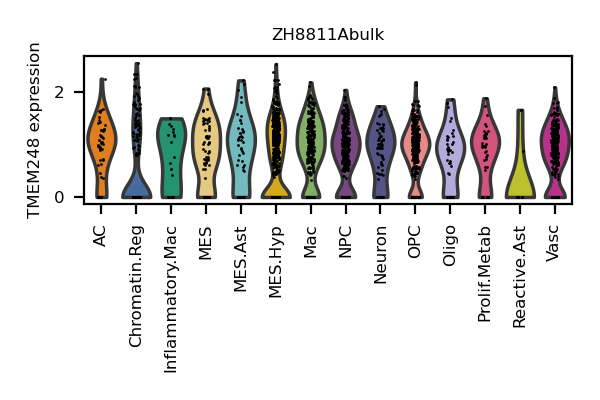 ZH8811Abulk
TMEM248 expression
2
0
AC
Chromatin.Reg
Inflammatory.Mac
MES
MES.Ast
MES.Hyp
Mac
NPC
Neuron
OPC
Oligo
Prolif.Metab
Reactive.Ast
Vasc